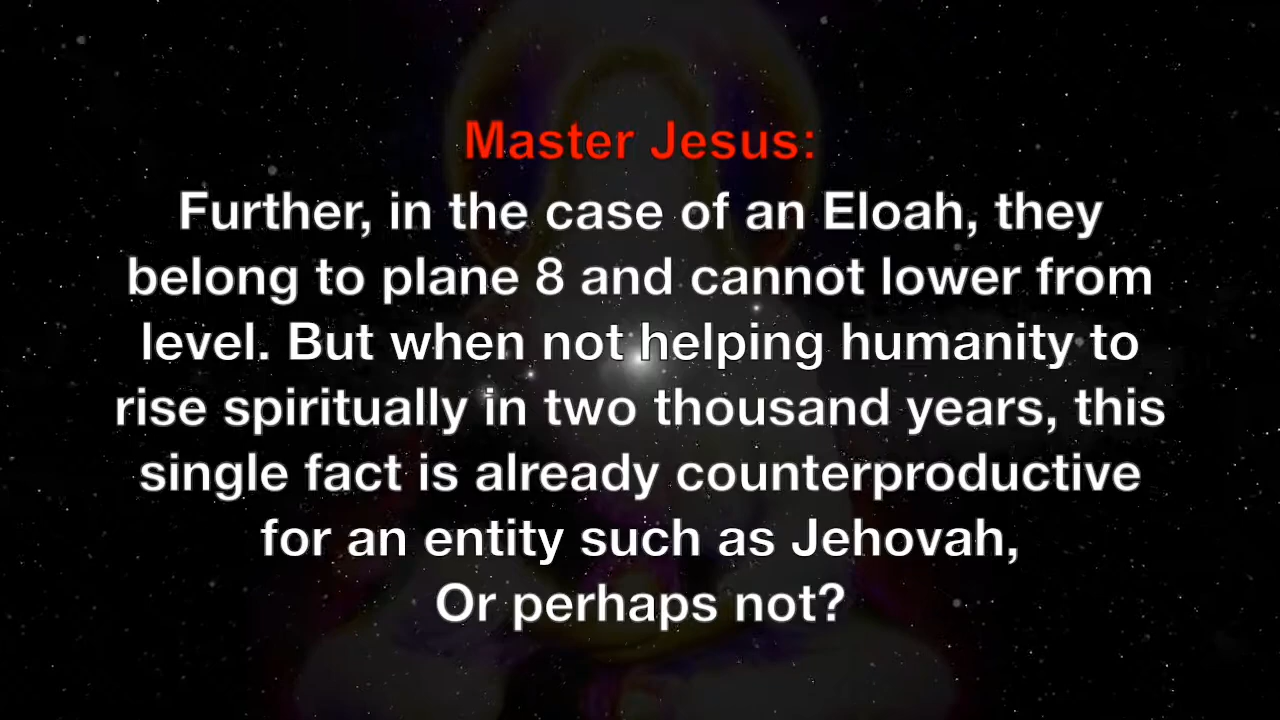 Master Jesus:
Further, in the case of an Eloah, they
belong to plane 8 and cannot lower from
level. But when not helping humanity to
rise spiritually in two thousand years, this
single fact is already counterproductive
for an entity such as Jehovah,
Or perhaps not?